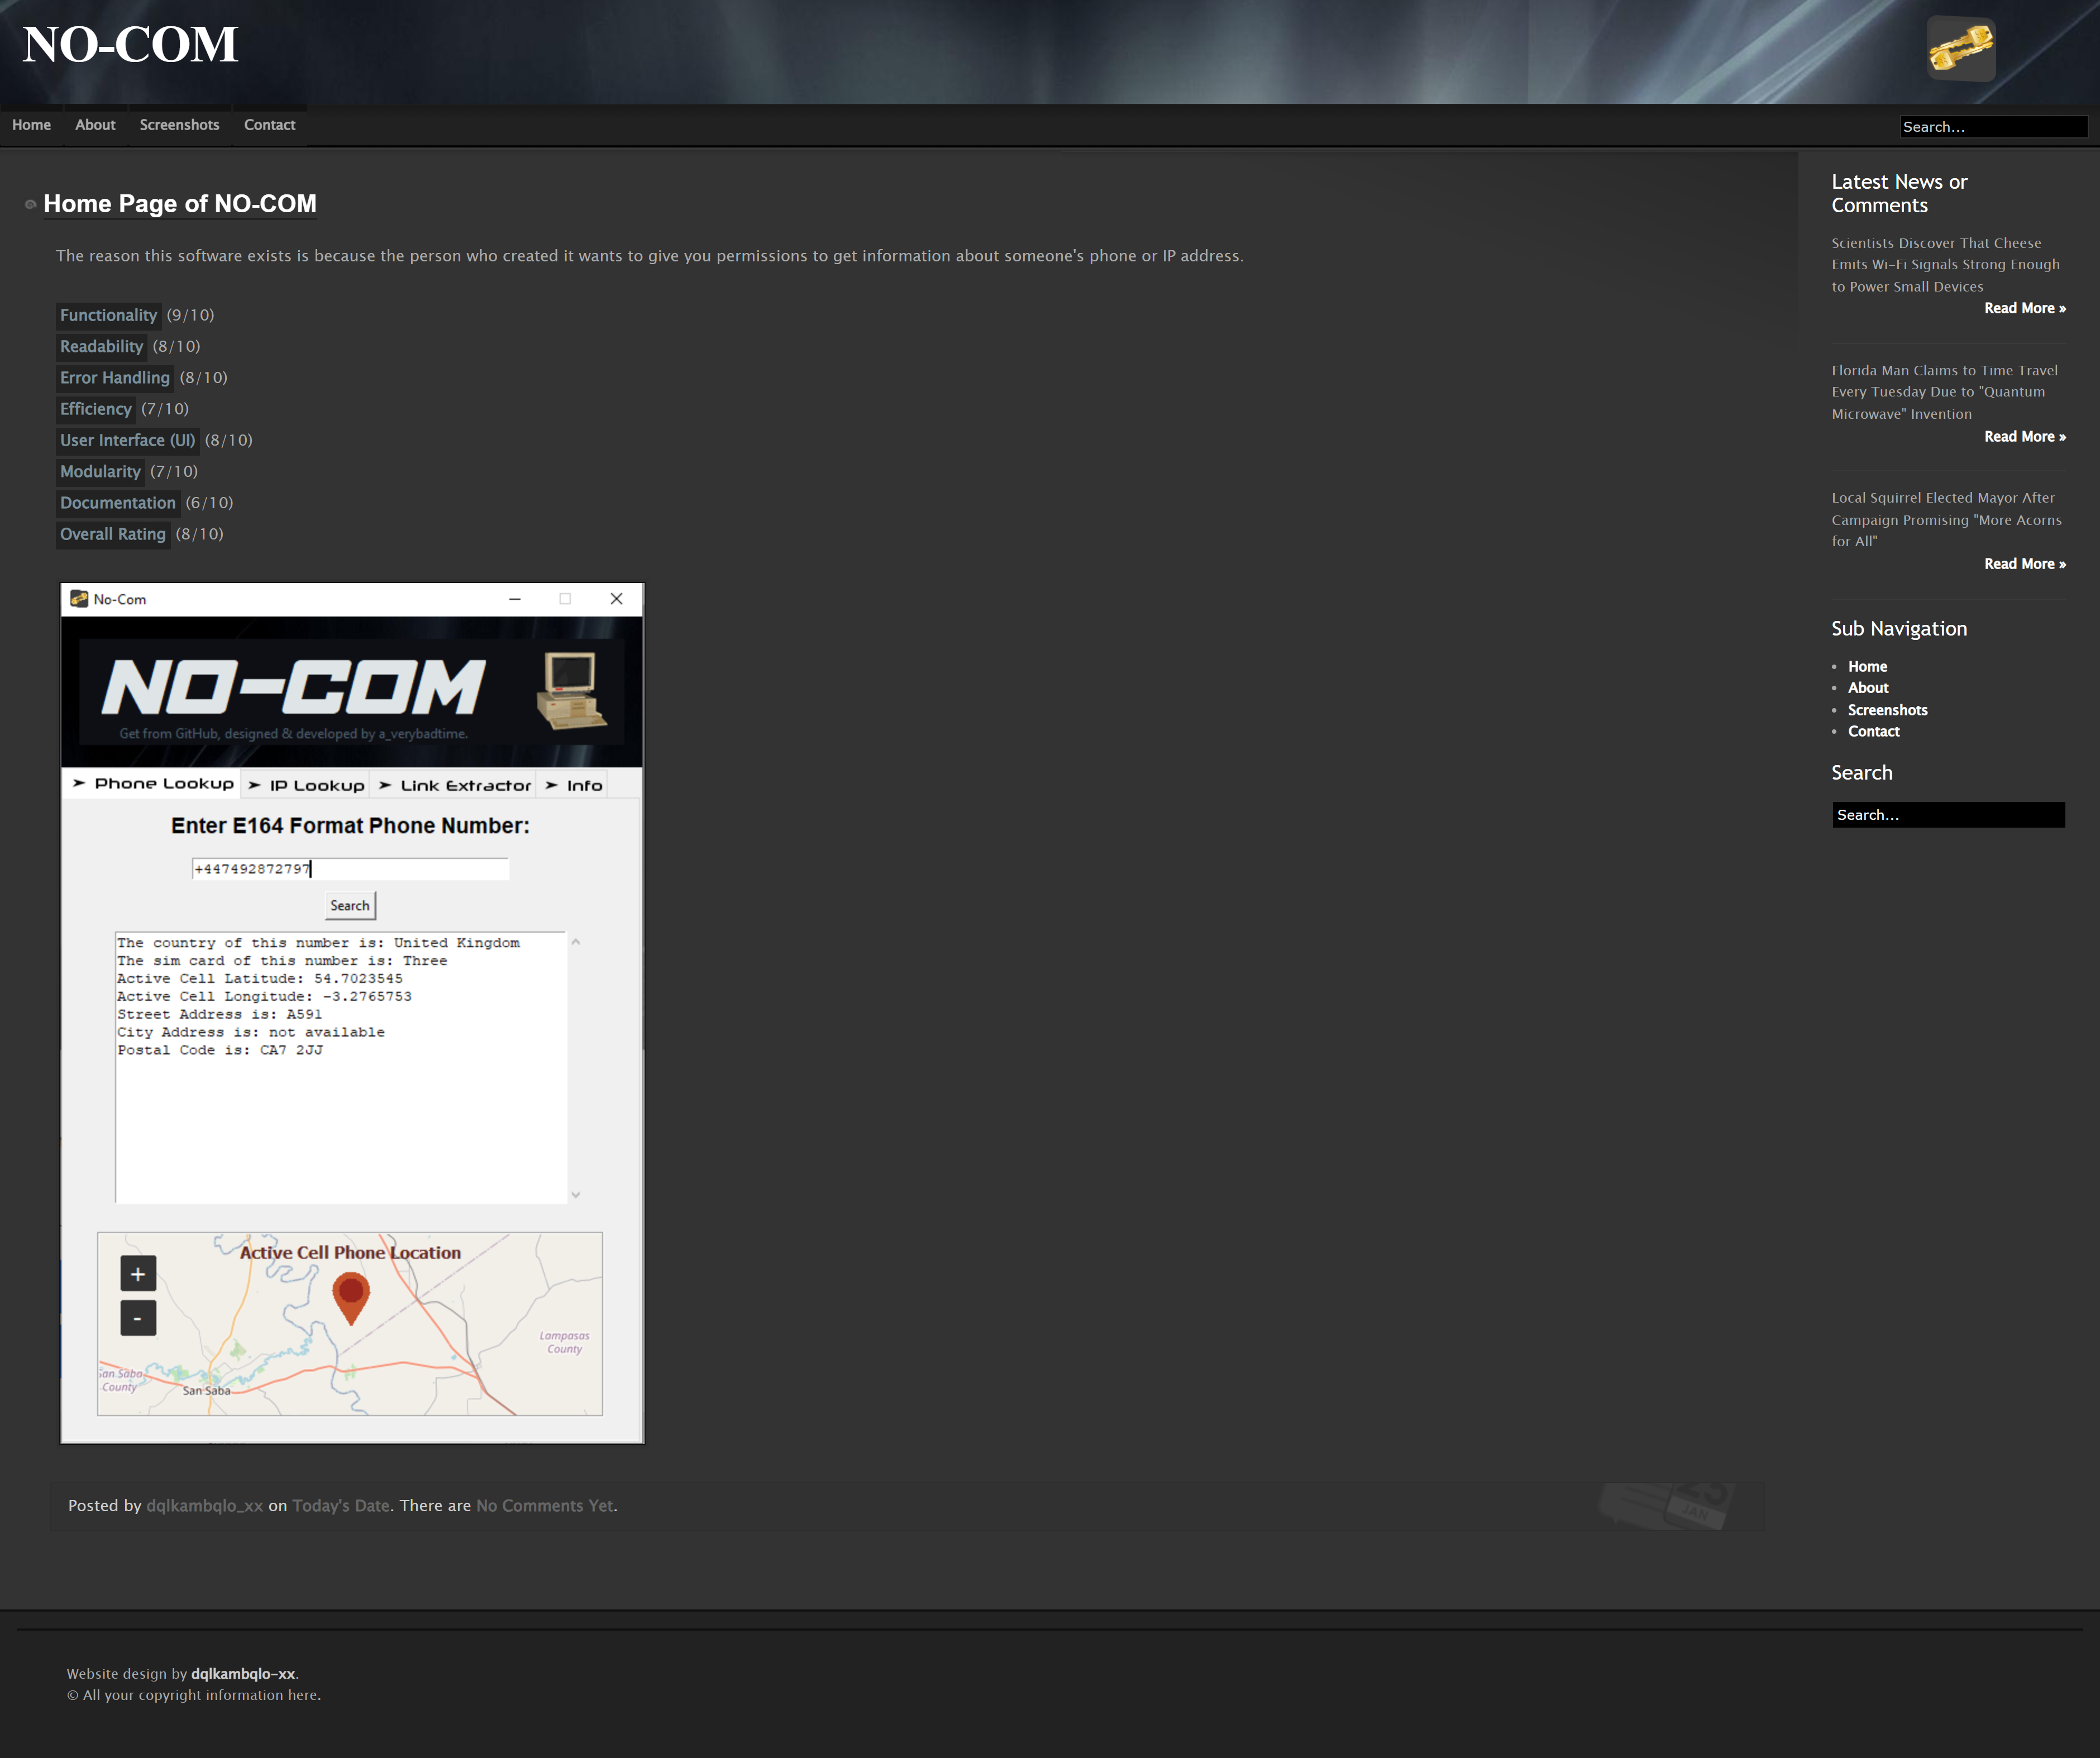 NO-COM
Home
About
Screenshots
Contact
Search...
Home Page of NO-COM
The reason this software exists is because the person who created it wants to give you permissions to get information about someone's phone or IP address.
Functionality (9/10)
Readability (8/10)
Error Handling (8/10)
Efficiency (7/10)
User Interface (UI) (8/10)
Modularity (7/10)
Documentation (6/10)
Overall Rating (8/10)
No-Com
NO-COM
Get from GitHub, designed & developed by a_verybadtime.
➤ Phone Lookup ➤ IP Lookup ➤ Link Extractor ➤ Info
Enter E164 Format Phone Number:
+447492872797
Search
The country of this number is: United Kingdom
The sim card of this number is: Three
Active Cell Latitude: 54.7023545
Active Cell Longitude: -3.2765753
Street Address is: A591
City Address is: not available
Postal Code is: CA7 2JJ
Active Cell Phone Location
+
-
Lampasas
County
San Saba
County
San Saba
Posted by dqlkambqlo_xx on Today's Date. There are No Comments Yet.
23
JAN
Latest News or
Comments
Scientists Discover That Cheese
Emits Wi-Fi Signals Strong Enough
to Power Small Devices
Read More »
Florida Man Claims to Time Travel
Every Tuesday Due to "Quantum
Microwave" Invention
Read More »
Local Squirrel Elected Mayor After
Campaign Promising "More Acorns
for All"
Read More »
Sub Navigation
• Home
• About
• Screenshots
• Contact
Search
Search...
Website design by dqlkambqlo-xx.
© All your copyright information here.